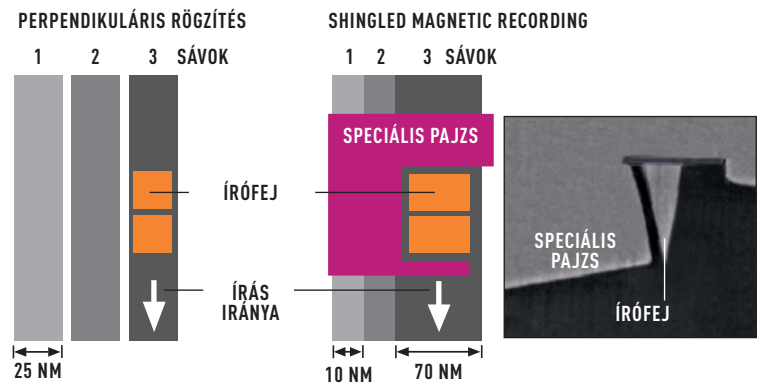 PERPENDIKULÁRIS RÖGZÍTÉS
1 2 3 SÁVOK
ÍRÓFEJ
ÍRÁS
IRÁNYA
25 NM
SHINGLED MAGNETIC RECORDING
1 2 3 SÁVOK
SPECIÁLIS PAJZS
10 NM
70 NM
SPECIÁLIS
PAJZS
ÍRÓFEJ